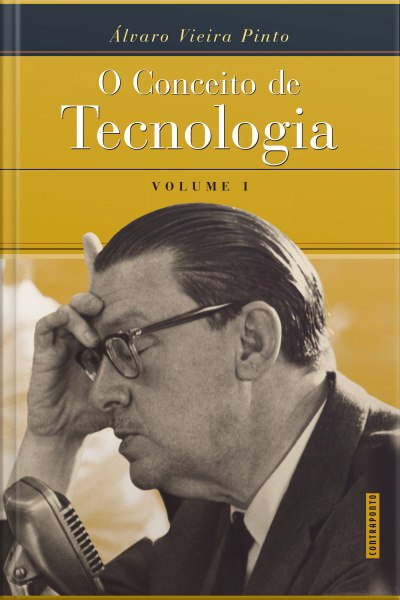 Álvaro Vieira Pinto
O Conceito de
Tecnologia
VOLUME I
CONTRAPONTO